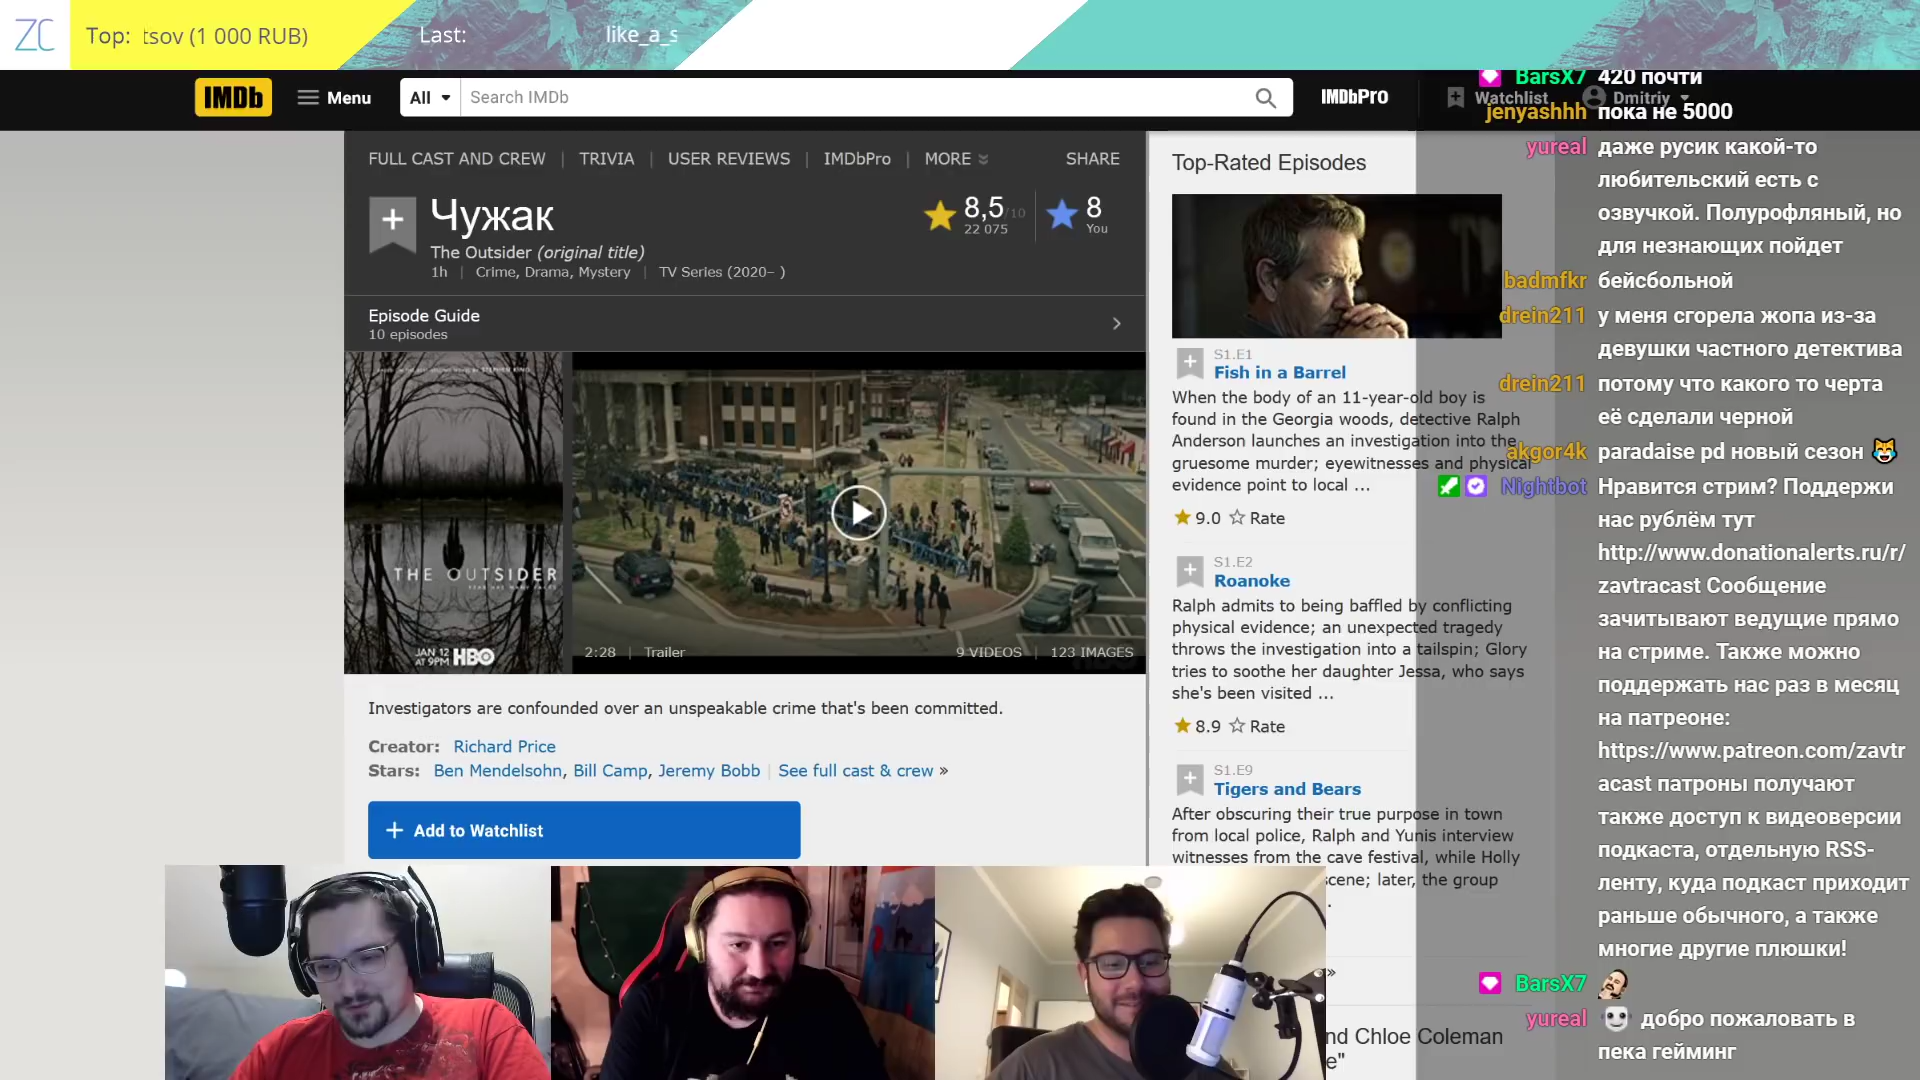 ZC
Top: tsov (1 000 RUB)
Last: like_a_s
IMDb
Menu
All
Search IMDb
IMDbPro
Watchlist
Dmitriy
FULL CAST AND CREW | TRIVIA | USER REVIEWS | IMDbPro | MORE
SHARE
Чужак
The Outsider (original title)
1h | Crime, Drama, Mystery | TV Series (2020– )
8,5/10
22 075
8
You
Episode Guide
10 episodes
THE OUTSIDER
JAN 12
AT 9PM HBO
2:28 | Trailer
9 VIDEOS | 123 IMAGES
Investigators are confounded over an unspeakable crime that's been committed.
Creator: Richard Price
Stars: Ben Mendelsohn, Bill Camp, Jeremy Bobb | See full cast & crew »
+ Add to Watchlist
Top-Rated Episodes
S1.E1
Fish in a Barrel
When the body of an 11-year-old boy is
found in the Georgia woods, detective Ralph
Anderson launches an investigation into the
gruesome murder; eyewitnesses and physical
evidence point to local ...
9.0 Rate
S1.E2
Roanoke
Ralph admits to being baffled by conflicting
physical evidence; an unexpected tragedy
throws the investigation into a tailspin; Glory
tries to soothe her daughter Jessa, who says
she's been visited ...
8.9 Rate
S1.E9
Tigers and Bears
After obscuring their true purpose in town
from local police, Ralph and Yunis interview
witnesses from the cave festival, while Holly
scene; later, the group
.
»
nd Chloe Coleman
e"
BarsX7 420 почти
jenyashhh пока не 5000
yureal даже русик какой-то
любительский есть с
озвучкой. Полурофляный, но
для незнающих пойдет
badmfkr бейсбольной
drein211 у меня сгорела жопа из-за
девушки частного детектива
drein211 потому что какого то черта
её сделали черной
akgor4k paradaise pd новый сезон
Nightbot Нравится стрим? Поддержи
нас рублём тут
http://www.donationalerts.ru/r/
zavtracast Сообщение
зачитывают ведущие прямо
на стриме. Также можно
поддержать нас раз в месяц
на патреоне:
https://www.patreon.com/zavtr
acast патроны получают
также доступ к видеоверсии
подкаста, отдельную RSS-
ленту, куда подкаст приходит
раньше обычного, а также
многие другие плюшки!
BarsX7
yureal добро пожаловать в
пека гейминг